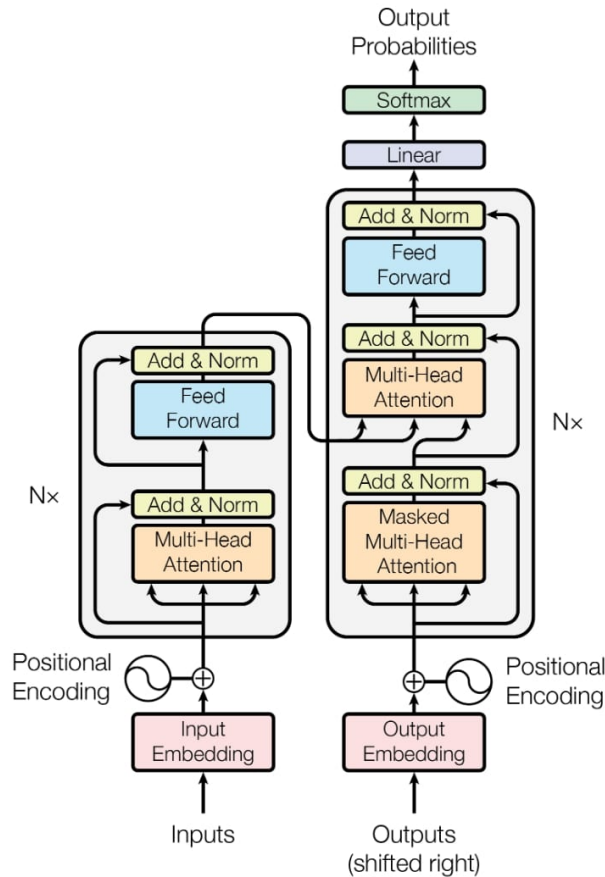 Output
Probabilities
Softmax
Linear
Add & Norm
Feed
Forward
Add & Norm
Multi-Head
Attention
Add & Norm
Masked
Multi-Head
Attention
N×
Add & Norm
Feed
Forward
Add & Norm
Multi-Head
Attention
N×
Positional
Encoding
Positional
Encoding
Input
Embedding
Output
Embedding
Inputs
Outputs
(shifted right)